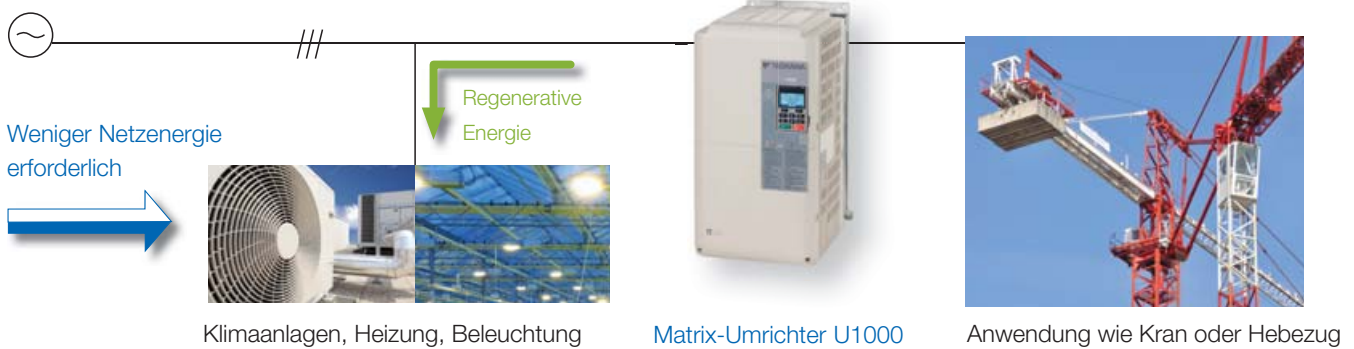 Regenerative
Energie
Weniger Netzenergie
erforderlich
Klimaanlagen, Heizung, Beleuchtung
Matrix-Umrichter U1000
Anwendung wie Kran oder Hebezug